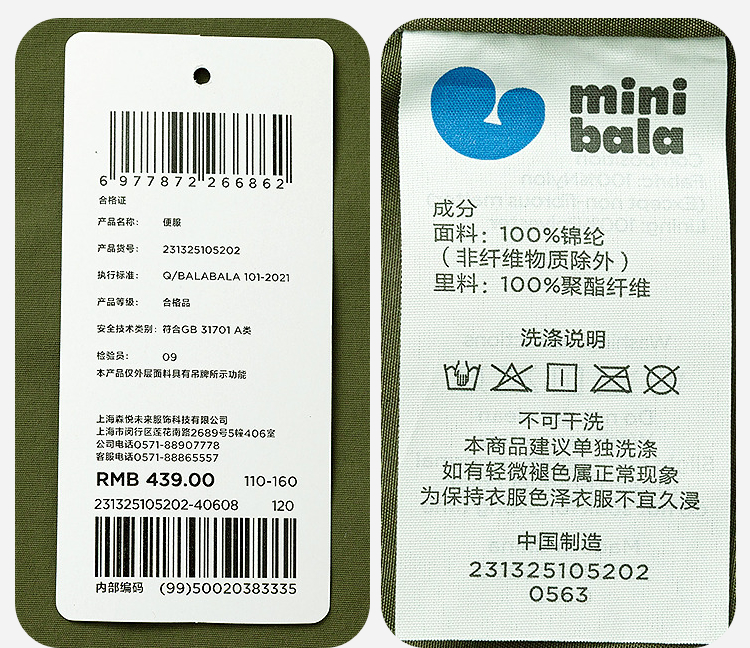 6 977872 266862
合格证
产品名称: 便服
产品货号: 231325105202
执行标准: Q/BALABALA 101-2021
产品等级: 合格品
安全技术类别: 符合GB 31701 A类
检验员: 09
本产品仅外层面料具有吊牌所示功能
上海森悦未来服饰科技有限公司
上海市闵行区莲花南路2689号5幢406室
公司电话0571-88907778
客服电话0571-88865557
RMB 439.00 110-160
231325105202-40608 120
内部编码 (99)50020383335
mini
bala
成分
面料: 100%锦纶
(非纤维物质除外)
里料: 100%聚酯纤维
洗涤说明
不可干洗
本商品建议单独洗涤
如有轻微褪色属正常现象
为保持衣服色泽衣服不宜久浸
中国制造
231325105202
0563